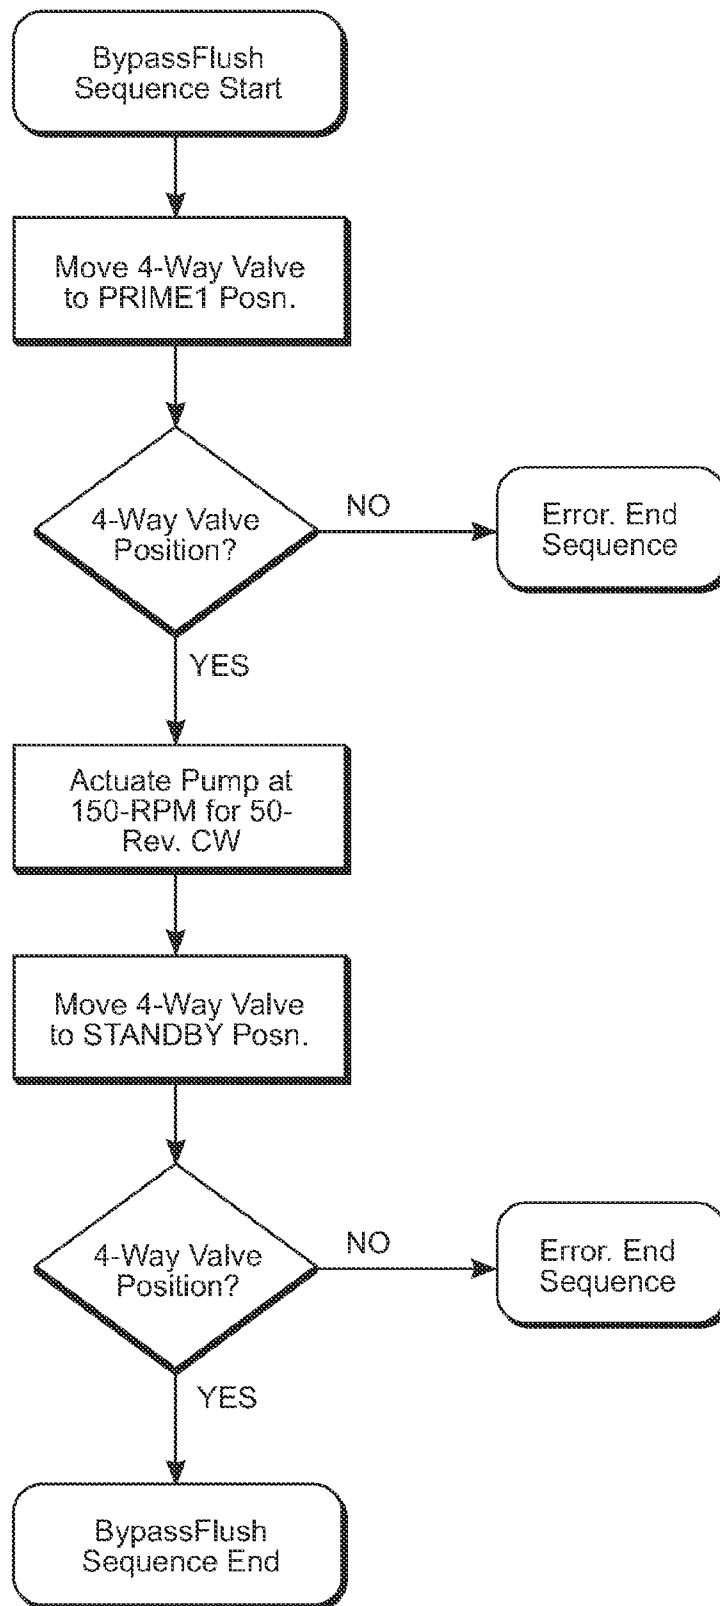 BypassFlush
Sequence Start
Move 4-Way Valve
to PRIME1 Posn.
4-Way Valve
Position?
NO
Error. End
Sequence
YES
Actuate Pump at
150-RPM for 50-
Rev. CW
Move 4-Way Valve
to STANDBY Posn.
4-Way Valve
Position?
NO
Error. End
Sequence
YES
BypassFlush
Sequence End